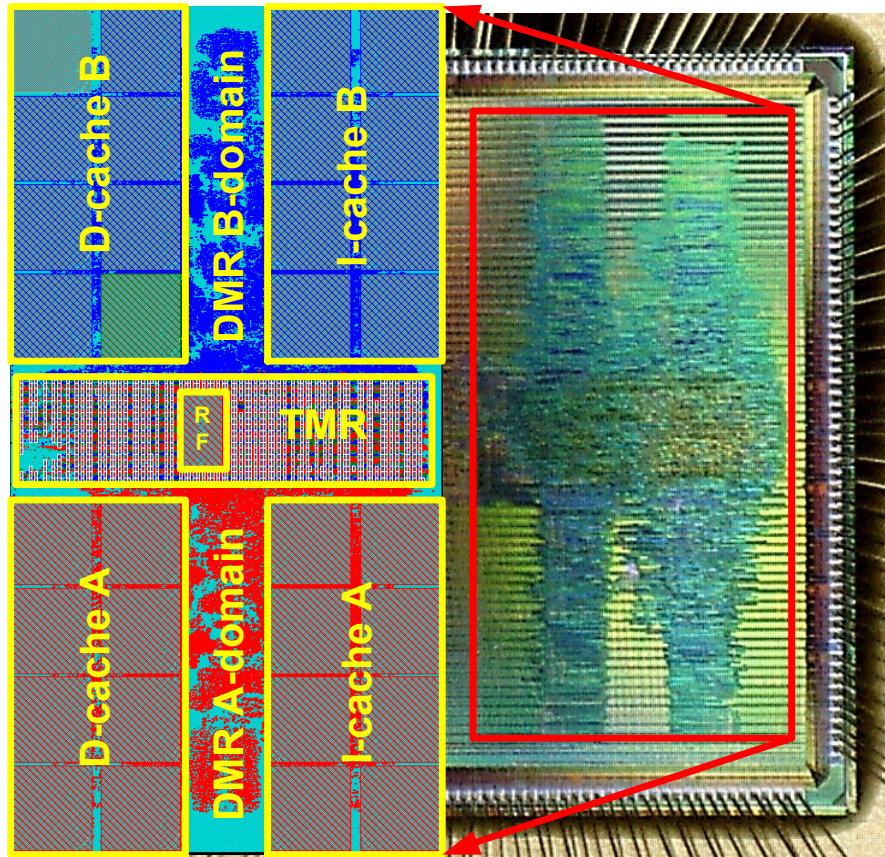 D-cache B
DMR B-domain
I-cache B
R
F
TMR
D-cache A
DMR A-domain
I-cache A